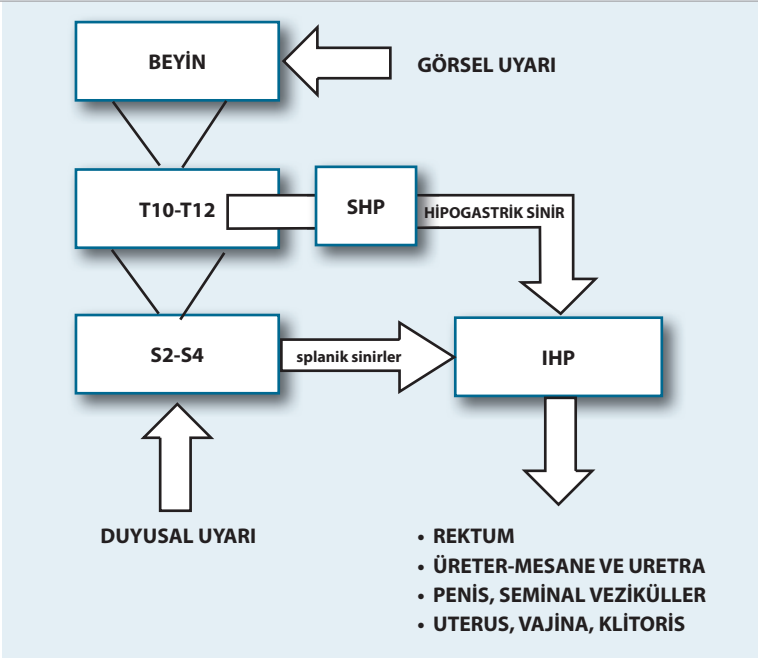 BEYİN
GÖRSEL UYARI
T10-T12
SHP
HİPOGASTRİK SİNİR
S2-S4
splanik sinirler
IHP
DUYUSAL UYARI
• REKTUM
• ÜRETER-MESANE VE URETRA
• PENİS, SEMİNAL VEZİKÜLLER
• UTERUS, VAJİNA, KLİTORİS